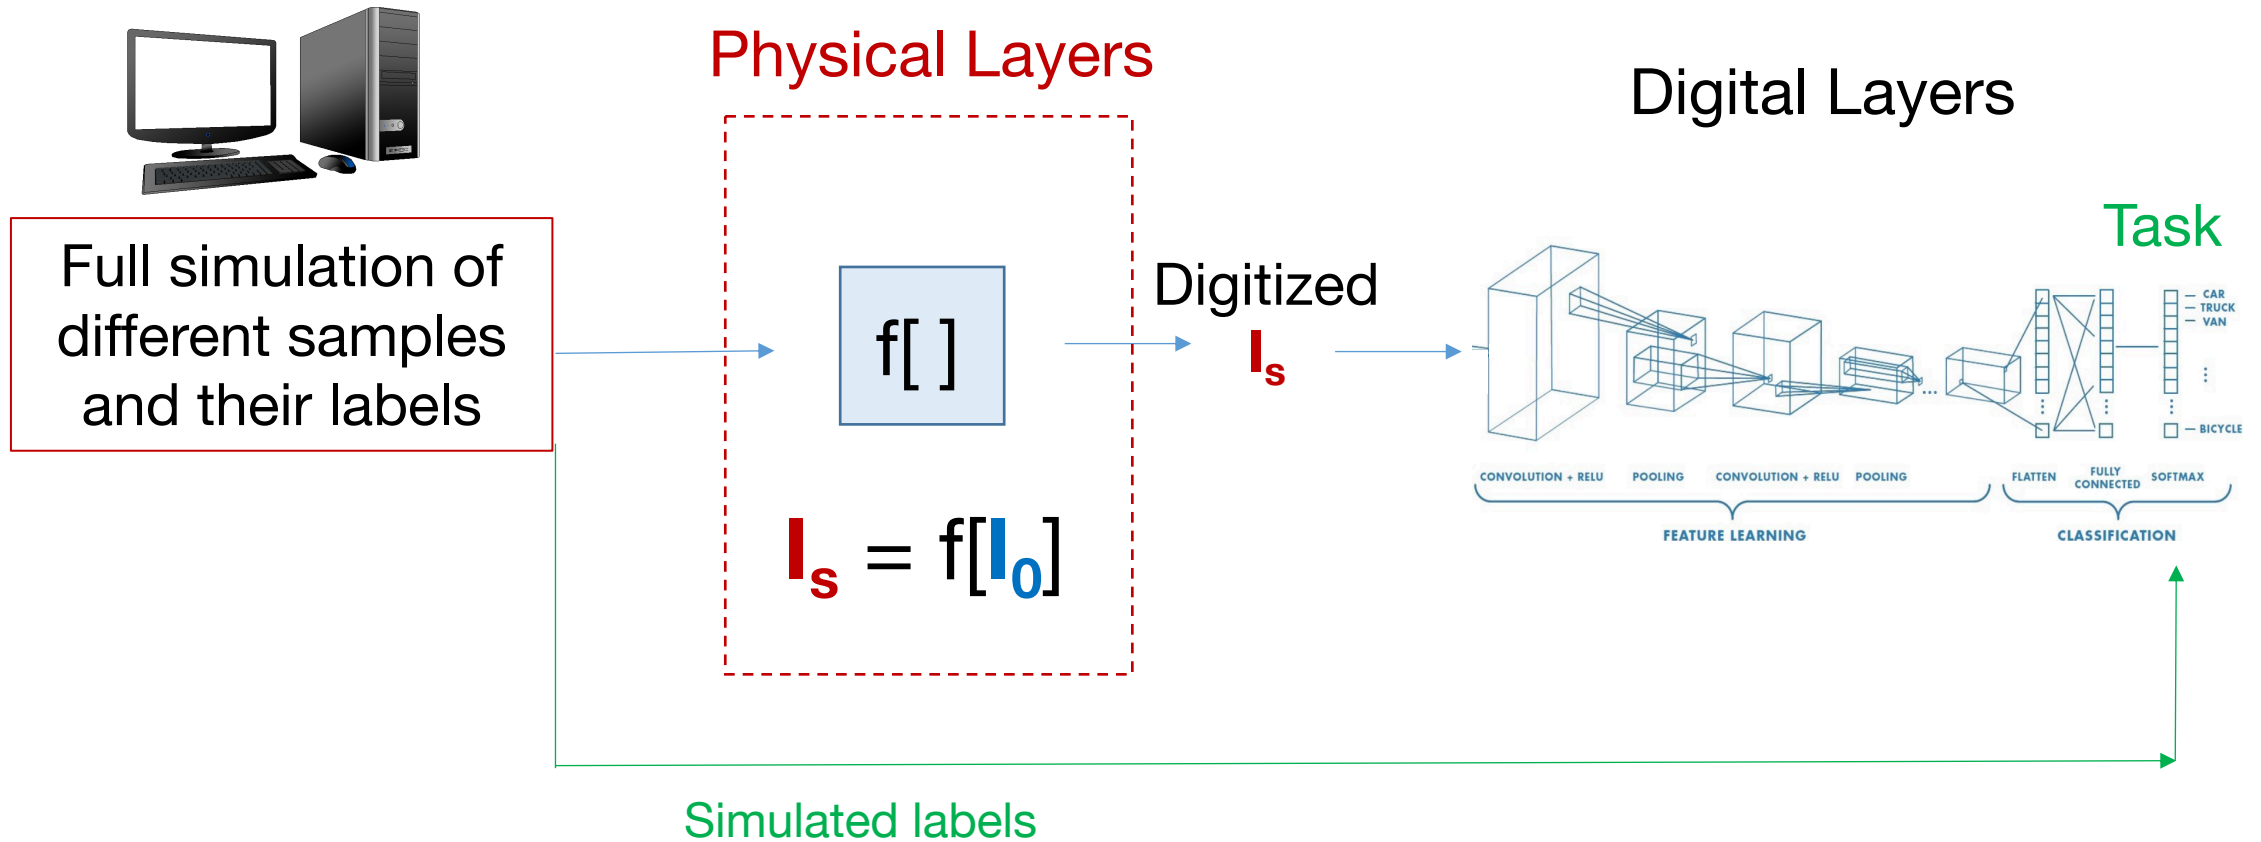 Physical Layers
Digital Layers
Full simulation of
different samples
and their labels
f[ ]
Is = f[I0]
Digitized
Is
Task
CAR
TRUCK
VAN
BICYCLE
CONVOLUTION + RELU
POOLING
CONVOLUTION + RELU
POOLING
FLATTEN
FULLY
CONNECTED
SOFTMAX
FEATURE LEARNING
CLASSIFICATION
Simulated labels